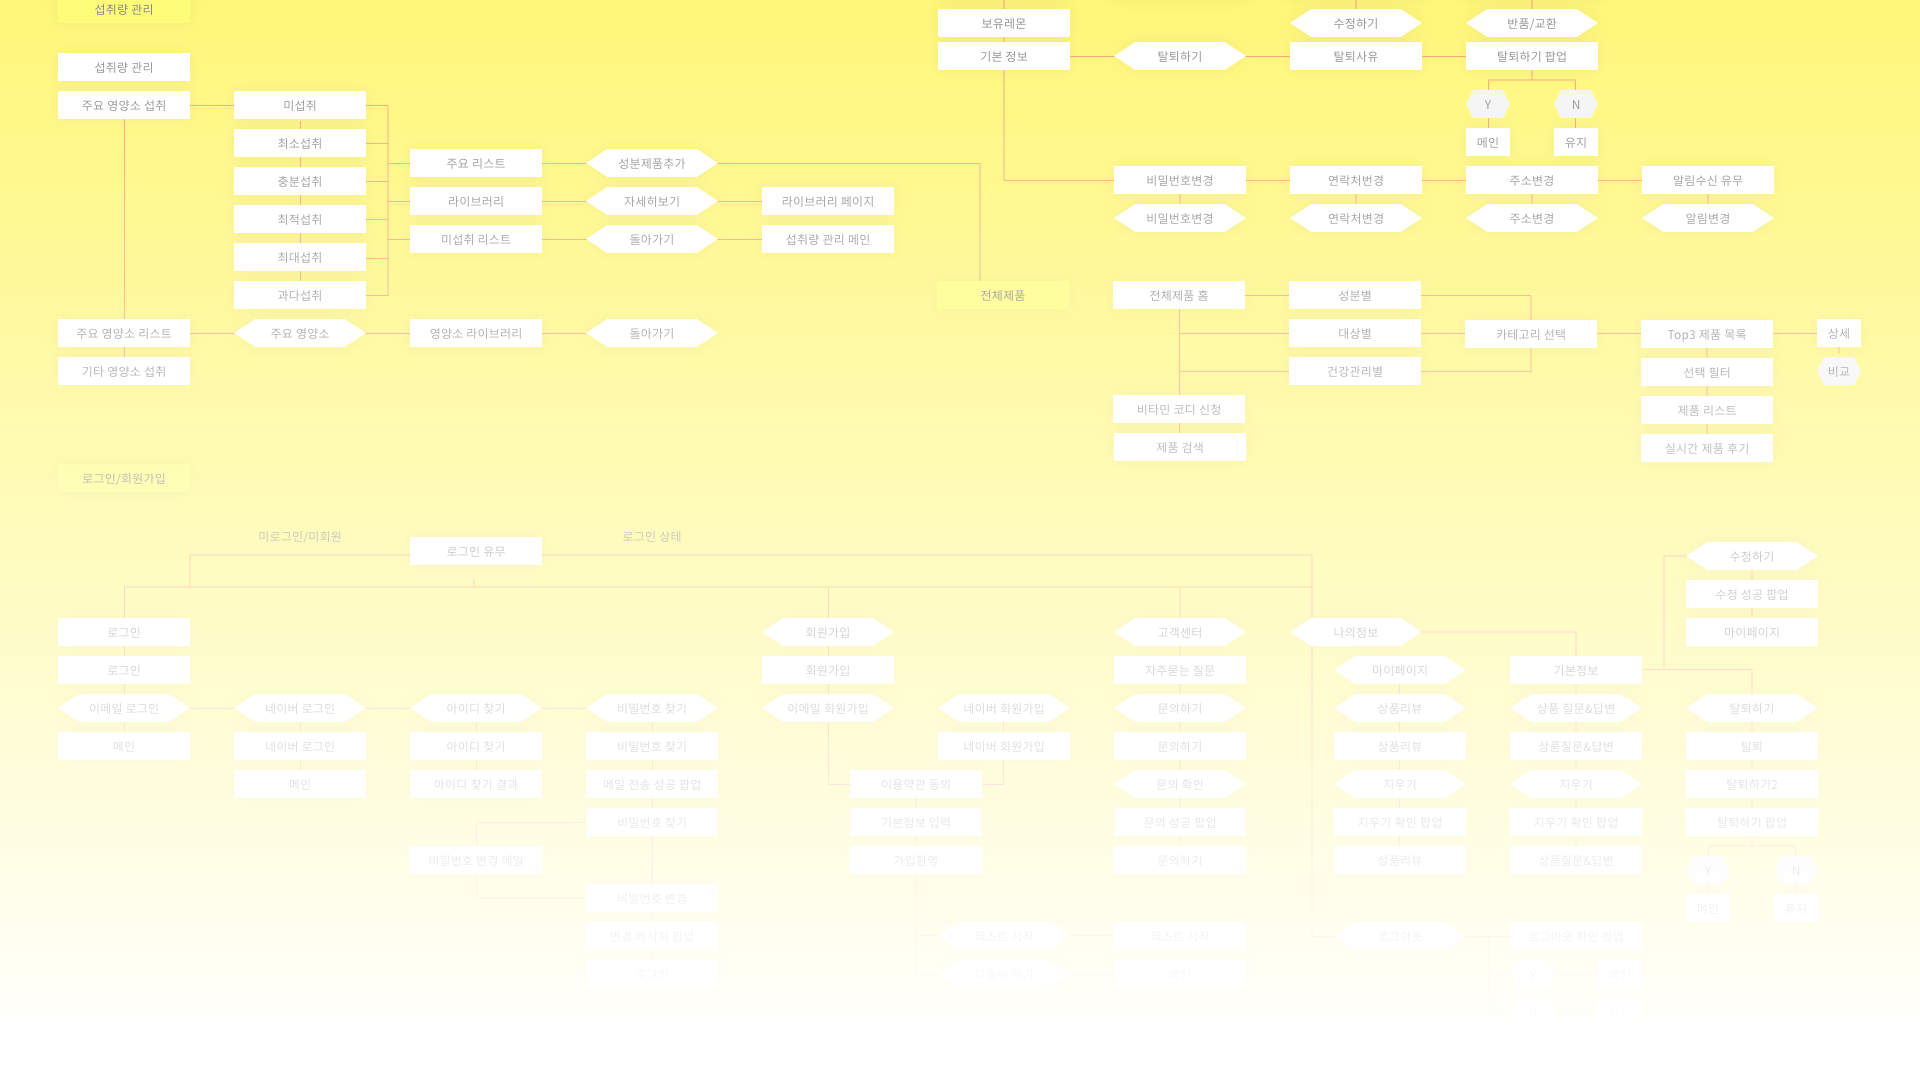 섭취량 관리
섭취량 관리
주요 영양소 섭취
미섭취
최소섭취
충분섭취
최적섭취
최대섭취
과다섭취
주요 리스트
성분제품추가
라이브러리
자세히보기
라이브러리 페이지
미섭취 리스트
돌아가기
섭취량 관리 메인
주요 영양소 리스트
주요 영양소
영양소 라이브러리
돌아가기
기타 영양소 섭취
보유레몬
수정하기
반품/교환
기본 정보
탈퇴하기
탈퇴사유
탈퇴하기 팝업
Y
N
메인
유지
비밀번호변경
연락처번경
주소변경
알림수신 유무
비밀번호변경
연락처변경
주소변경
알림변경
전체제품
전체제품 홈
성분별
대상별
카테고리 선택
Top3 제품 목록
상세
건강관리별
선택 필터
비교
비타민 코디 신청
제품 리스트
제품 검색
실시간 제품 후기
로그인/회원가입
미로그인/미회원
로그인 유무
로그인 상테
로그인
로그인
이메일 로그인
네이버 로그인
아이디 찾기
비밀번호 찾기
메인
네이버 로그인
아이디 찾기
비밀번호 찾기
메인
아이디 찾기 결과
메일 전송 성공 팝업
비밀번호 찾기
비밀번호 변경 메일
비밀번호 변경
변경 메시저 팝업
로그인
회원가입
회원가입
이메일 회원가입
네이버 회원가입
네이버 회원가입
이용약관 동의
기본정보 입력
가입환영
테스트 시작
테스트 시작
고객센터
자주묻는 질문
문의하기
문의하기
문의 확인
문의 성공 팝업
문의하기
나의정보
마이페이지
상품리뷰
상품리뷰
지우기
지우기 확인 팝업
상품리뷰
로그아웃
로그아웃 확인 팝업
기본정보
상품 질문&답변
상품질문&답변
지우기
지우기 확인 팝업
상품질문&답변
수정하기
수정 성공 팝업
마이페이지
탈퇴하기
탈퇴
탈퇴하기2
탈퇴하기 팝업
Y
N
메인
유지